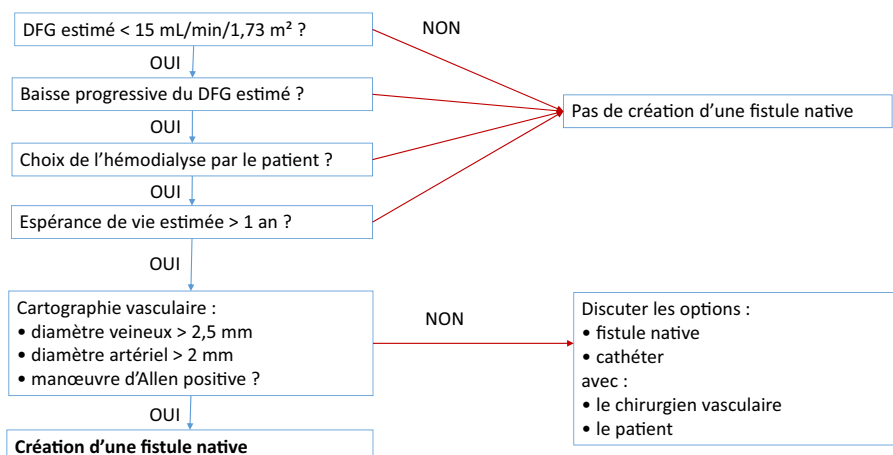 DFG estimé < 15 mL/min/1,73 m² ?
NON
OUI
Baisse progressive du DFG estimé ?
Pas de création d’une fistule native
OUI
Choix de l’hémodialyse par le patient ?
OUI
Espérance de vie estimée > 1 an ?
OUI
Cartographie vasculaire :
• diamètre veineux > 2,5 mm
• diamètre artériel > 2 mm
• manœuvre d’Allen positive ?
NON
Discuter les options :
• fistule native
• cathéter
avec :
• le chirurgien vasculaire
• le patient
OUI
Création d’une fistule native